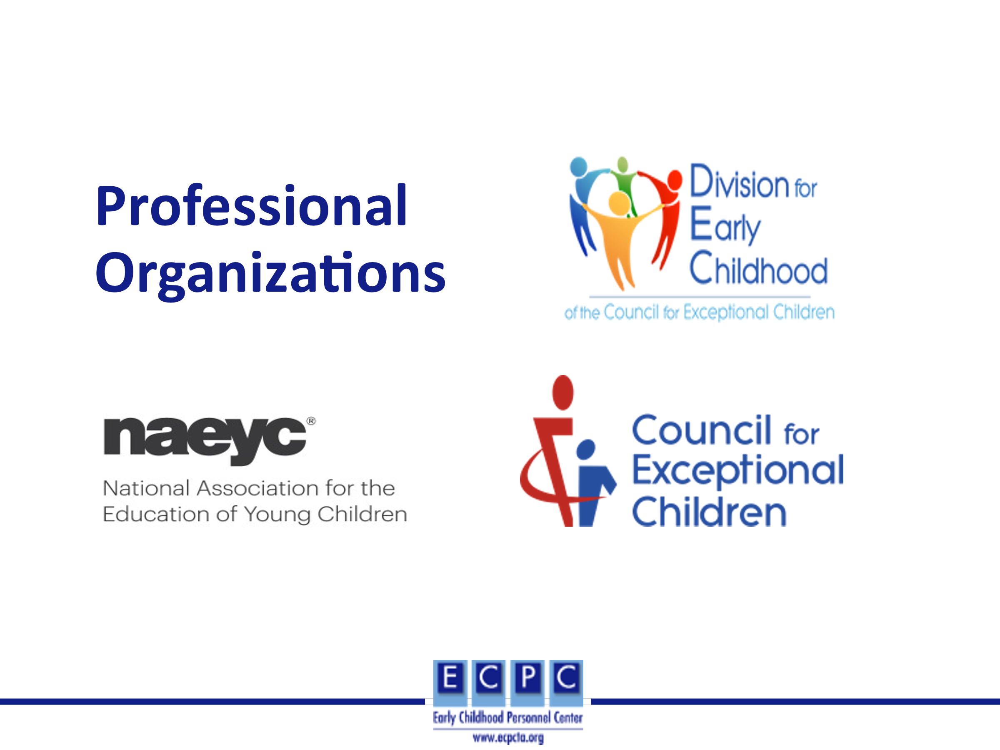 Professional
Organizations
Division for
Early
Childhood
of the Council for Exceptional Children
naeyc®
National Association for the
Education of Young Children
Council for
Exceptional
Children
E C P C
Early Childhood Personnel Center
www.ecpcta.org